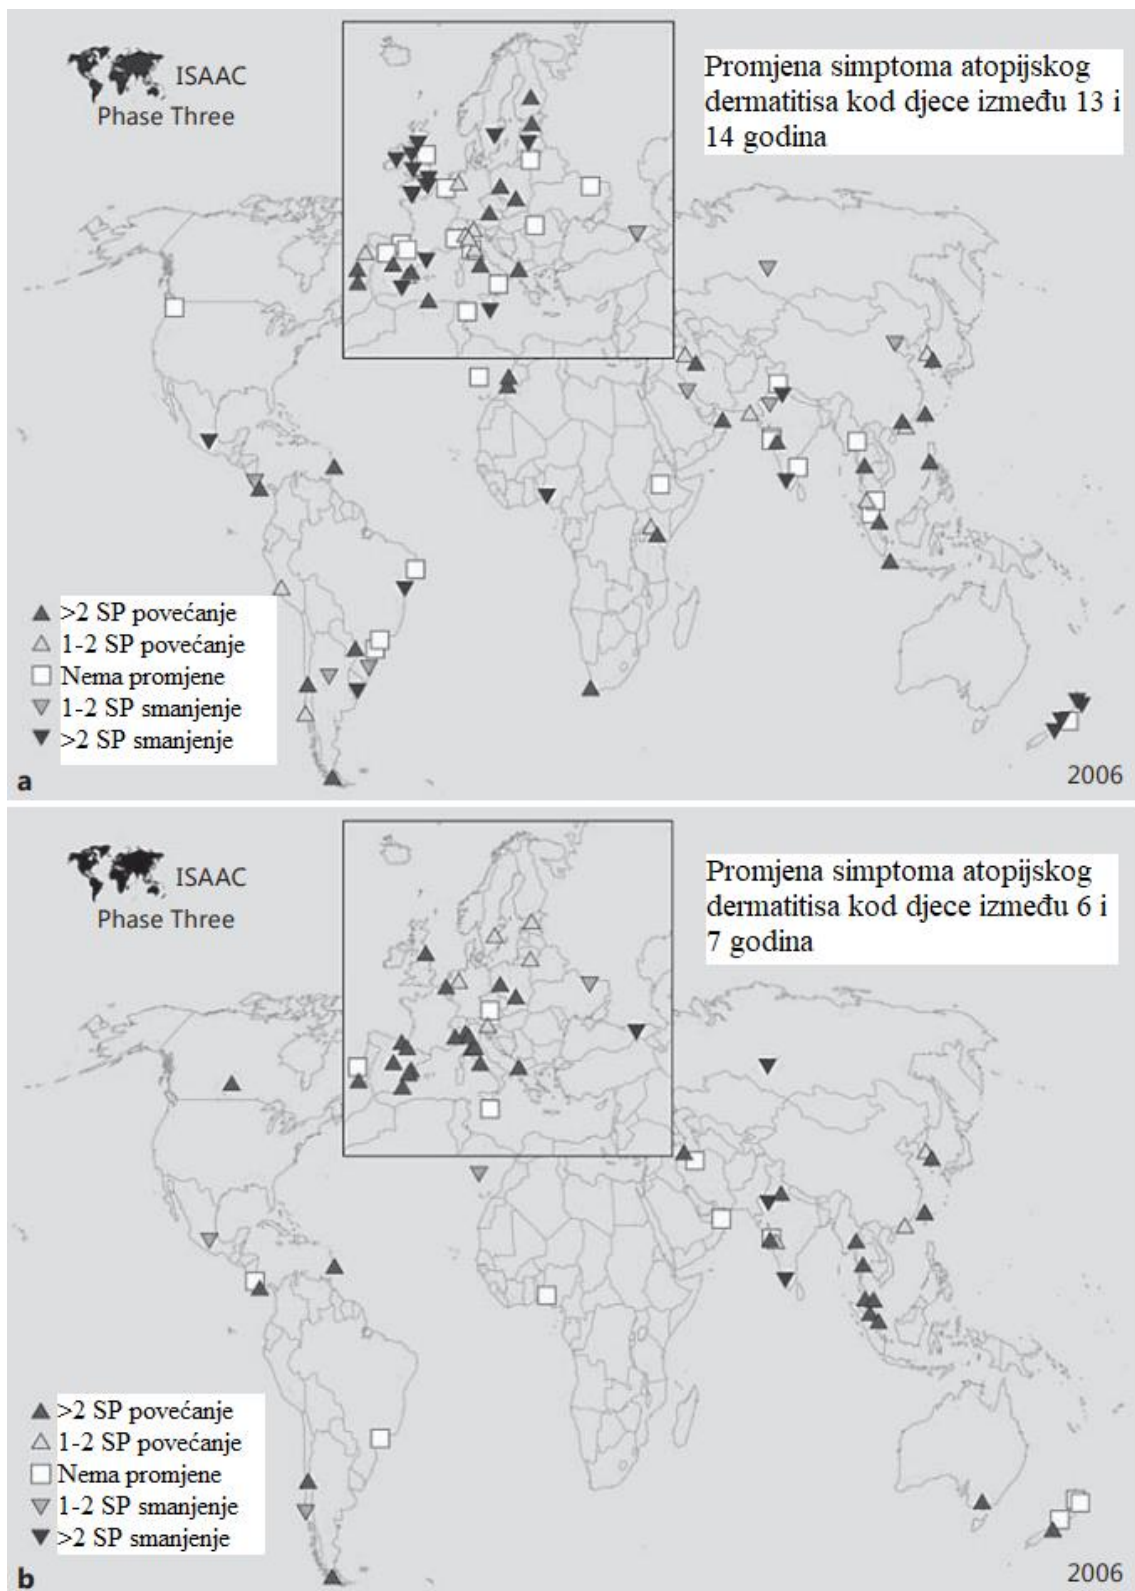 ISAAC
Phase Three
Promjena simptoma atopijskog
dermatitisa kod djece između 13 i
14 godina
>2 SP povećanje
1-2 SP povećanje
Nema promjene
1-2 SP smanjenje
>2 SP smanjenje
a
2006
ISAAC
Phase Three
Promjena simptoma atopijskog
dermatitisa kod djece između 6 i
7 godina
>2 SP povećanje
1-2 SP povećanje
Nema promjene
1-2 SP smanjenje
>2 SP smanjenje
b
2006